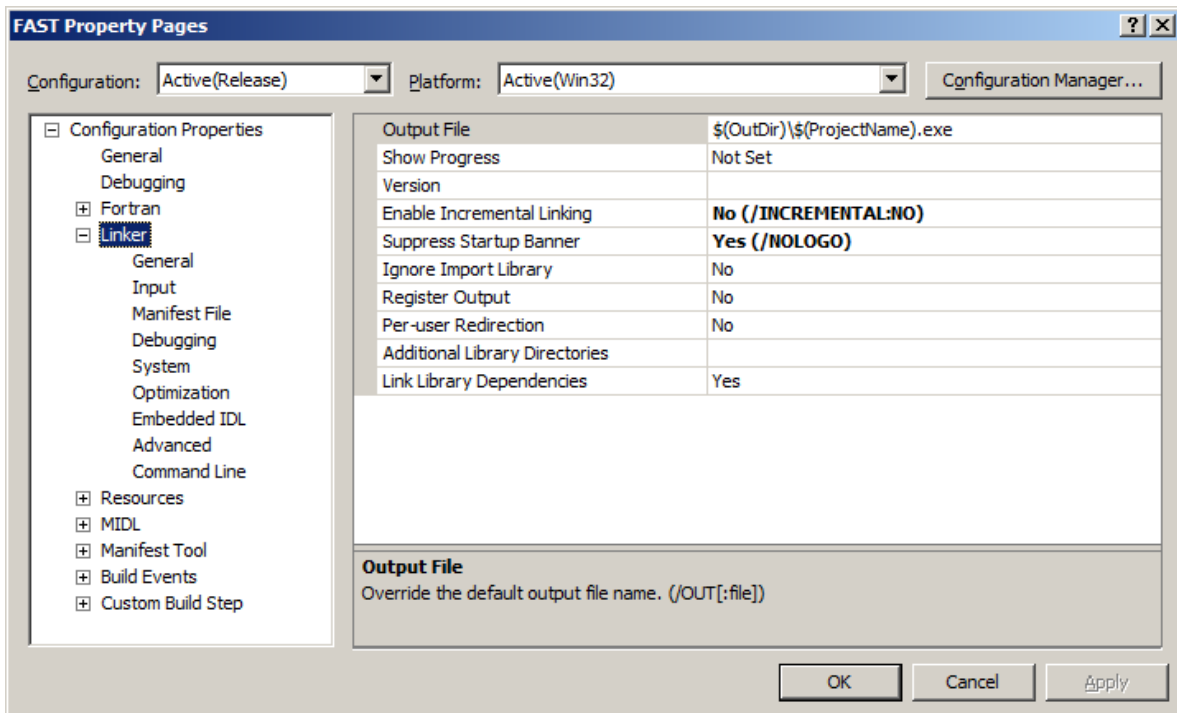 FAST Property Pages
Configuration: Active(Release) Platform: Active(Win32) Configuration Manager...
Configuration Properties
General
Debugging
Fortran
Linker
General
Input
Manifest File
Debugging
System
Optimization
Embedded IDL
Advanced
Command Line
Resources
MIDL
Manifest Tool
Build Events
Custom Build Step
Output File $(OutDir)\$(ProjectName).exe
Show Progress Not Set
Version
Enable Incremental Linking No (/INCREMENTAL:NO)
Suppress Startup Banner Yes (/NOLOGO)
Ignore Import Library No
Register Output No
Per-user Redirection No
Additional Library Directories
Link Library Dependencies Yes
Output File
Override the default output file name. (/OUT[:file])
OK Cancel Apply